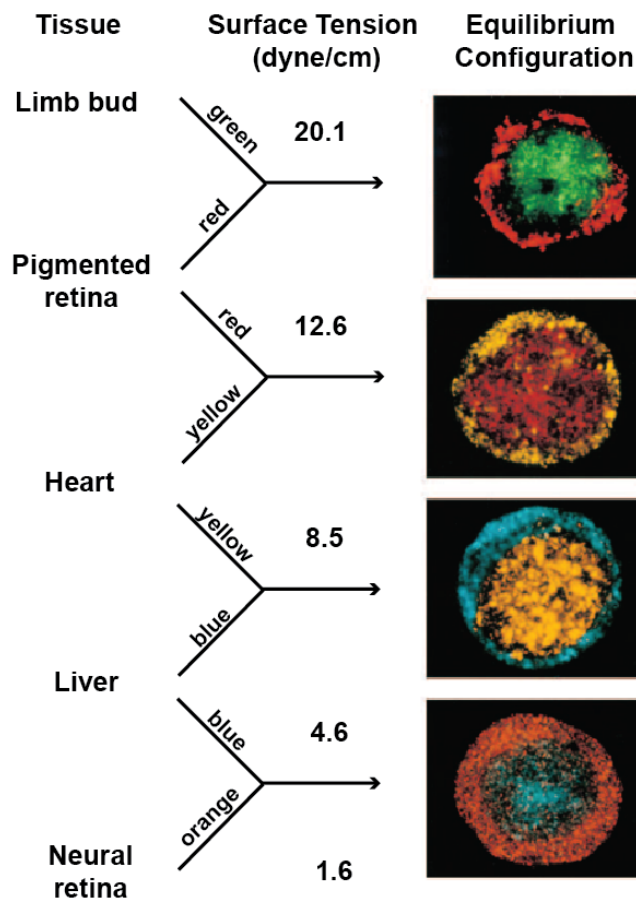 Tissue
Surface Tension
(dyne/cm)
Equilibrium
Configuration
Limb bud
green
20.1
red
Pigmented
retina
red
12.6
yellow
Heart
yellow
8.5
blue
Liver
blue
4.6
orange
Neural
retina
1.6